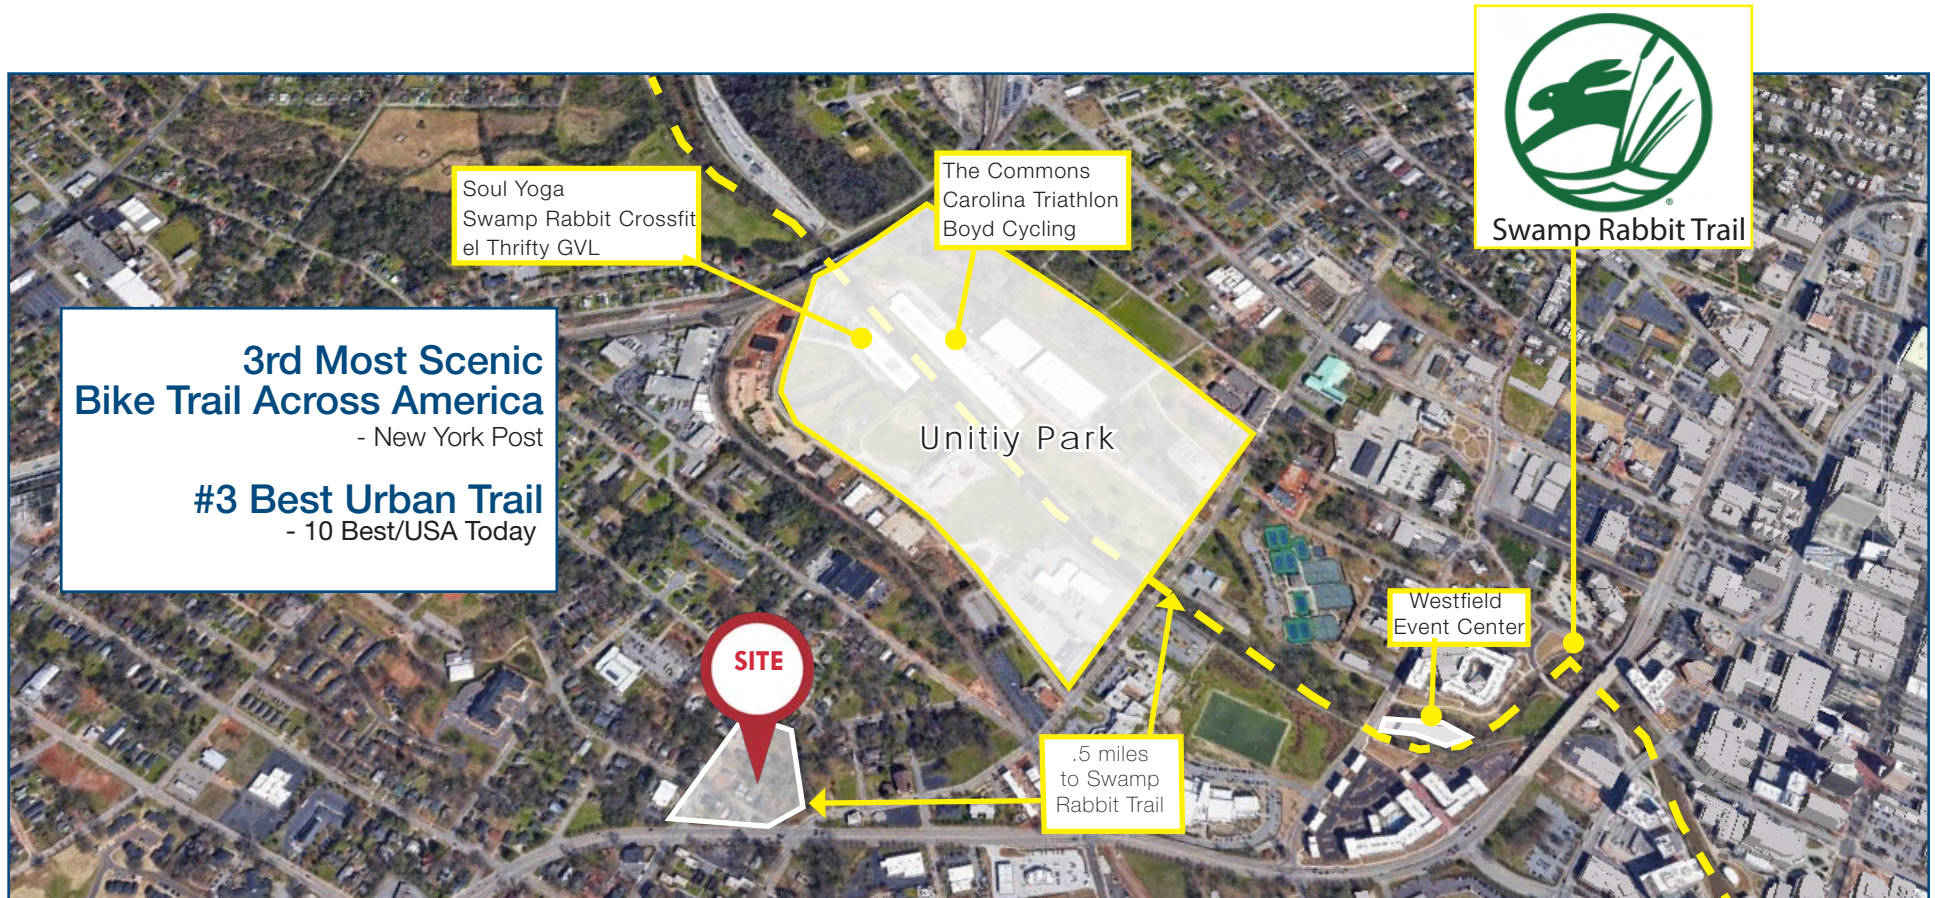 Swamp Rabbit Trail
®
The Commons
Carolina Triathlon
Boyd Cycling
Soul Yoga
Swamp Rabbit Crossfit
el Thrifty GVL
3rd Most Scenic
Bike Trail Across America
- New York Post
#3 Best Urban Trail
- 10 Best/USA Today
Unitiy Park
Westfield
Event Center
SITE
.5 miles
to Swamp
Rabbit Trail